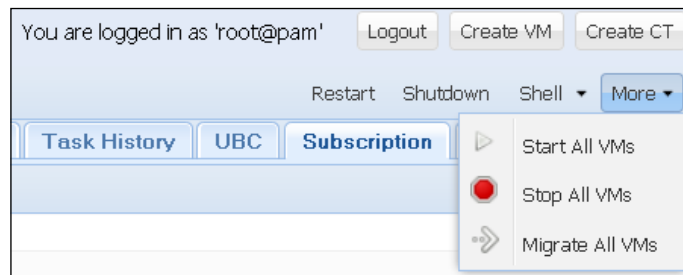 You are logged in as 'root@pam' Logout Create VM Create CT
Restart Shutdown Shell More
Task History UBC Subscription
Start All VMs
Stop All VMs
Migrate All VMs